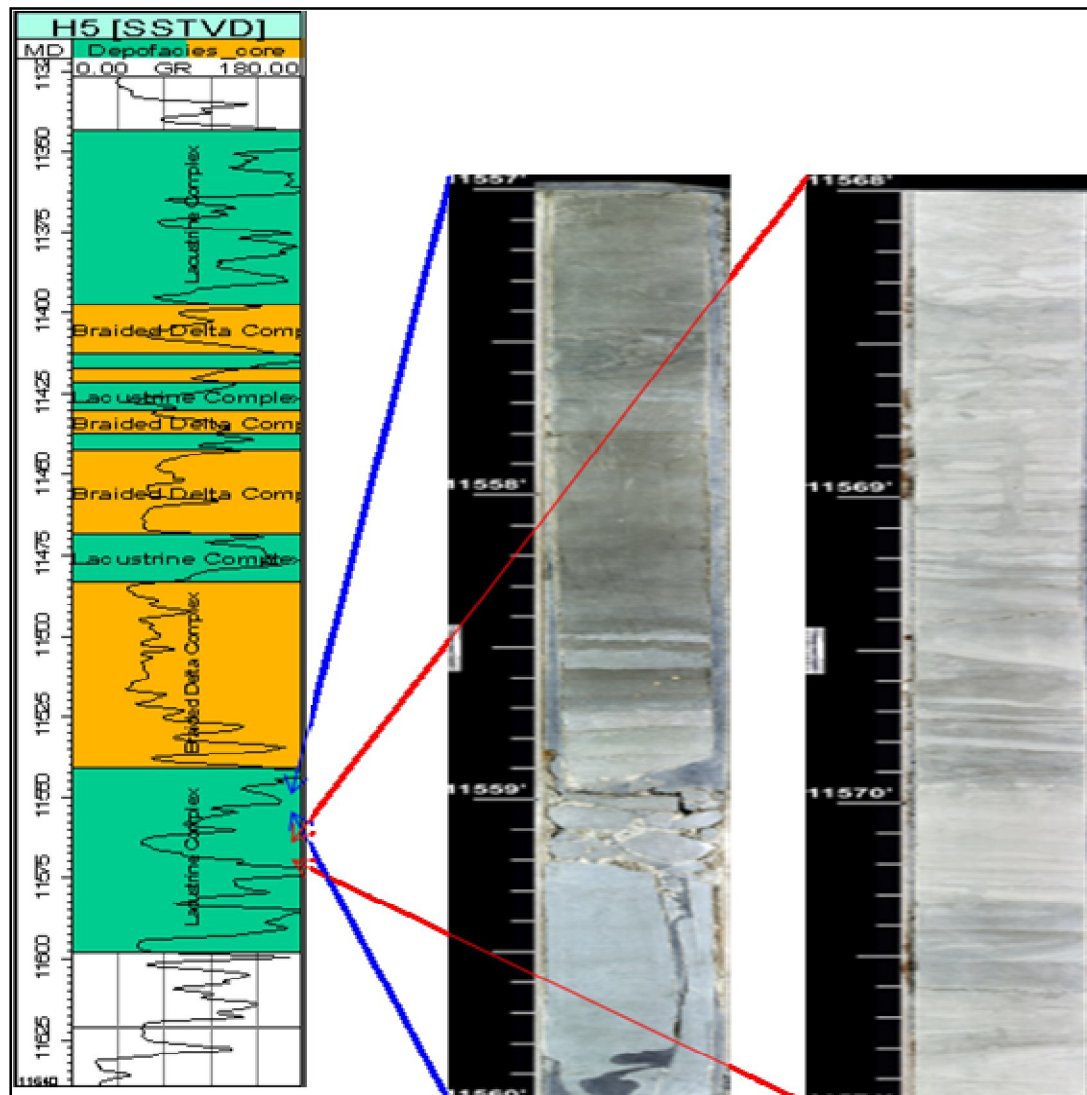 H5 [SSTVD]
MD
Depofacies_core
0.00 GR 180.00
11350
Lacustrine Complex
11375
11400
Braided Delta Comp
11425
Lacustrine Complex
Braided Delta Comp
11450
Braided Delta Comp
11475
Lacustrine Complex
11500
Braided Delta Complex
11525
11550
Lacustrine Complex
11575
11600
11625
11640
11557'
11558'
11559'
11560'
11568'
11569'
11570'